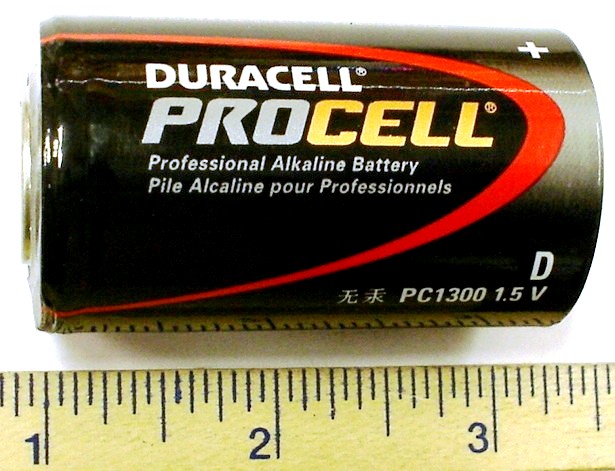 +
DURACELL®
PROCELL®
Professional Alkaline Battery
Pile Alcaline pour Professionnels
D
无汞 PC1300 1.5 V
1 2 3